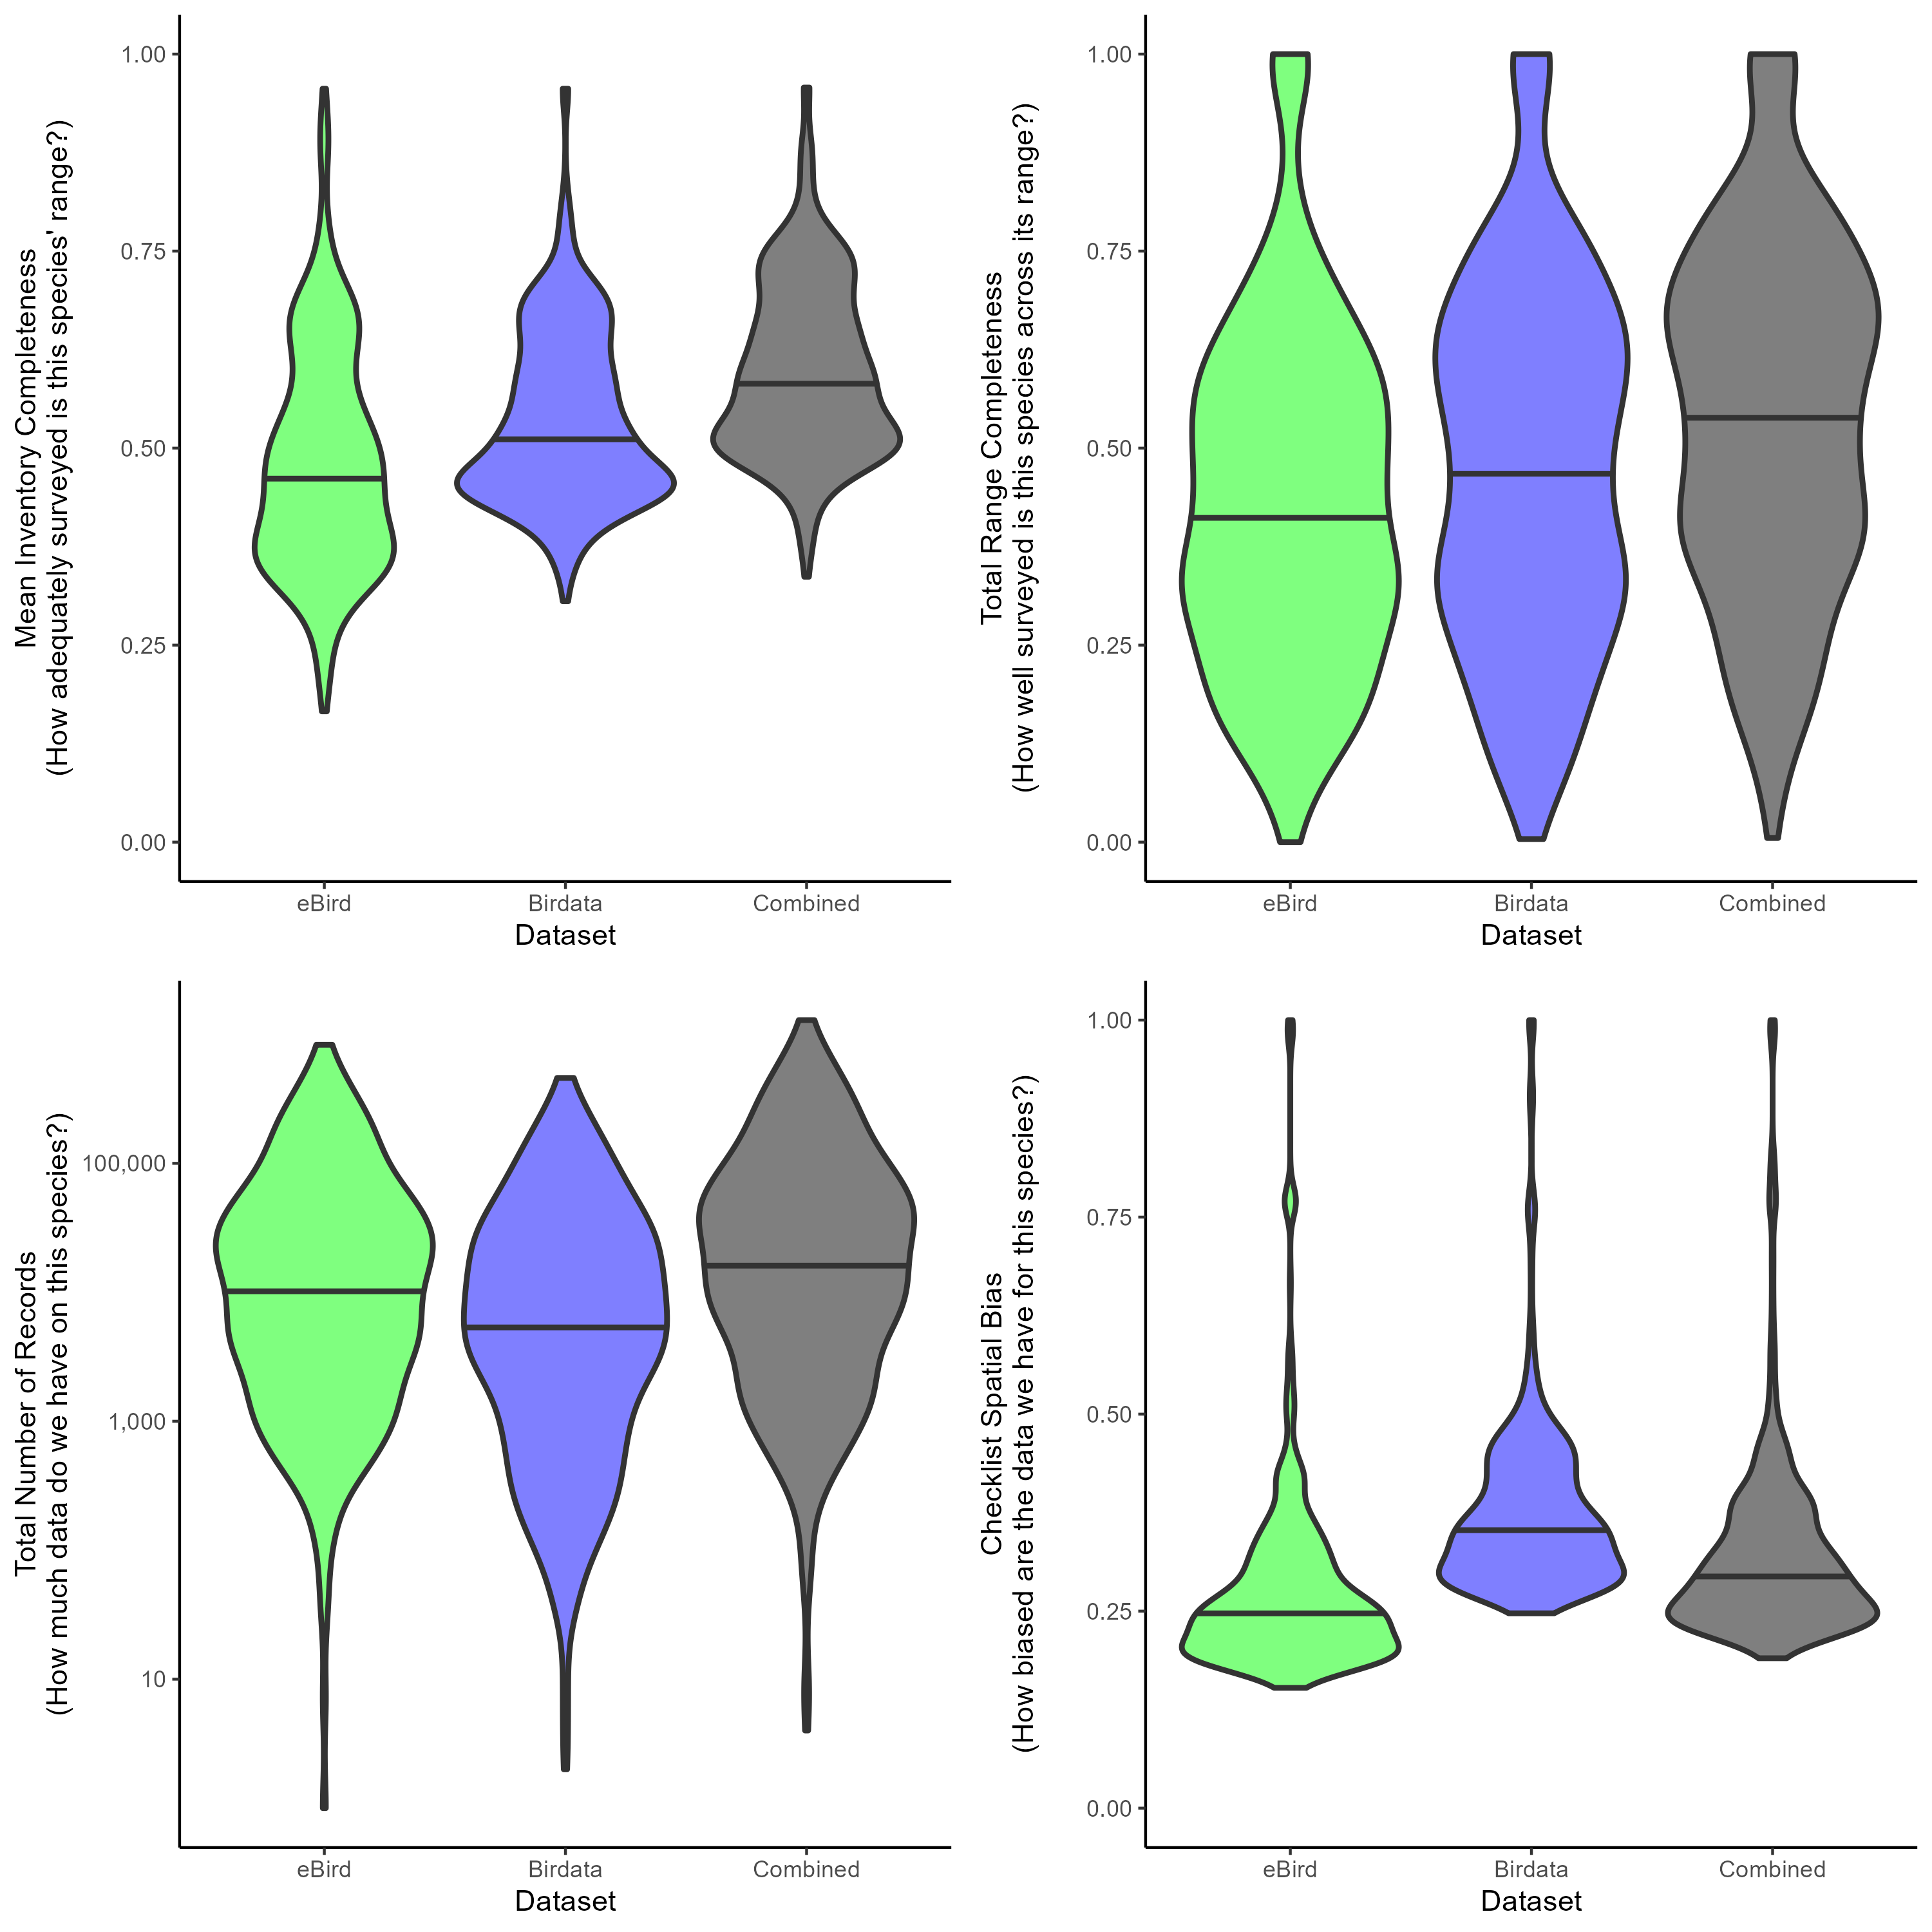 Mean Inventory Completeness
(How adequately surveyed is this species' range?)
1.00
0.75
0.50
0.25
0.00
eBird
Birdata
Combined
Dataset
Total Range Completeness
(How well surveyed is this species across its range?)
1.00
0.75
0.50
0.25
0.00
eBird
Birdata
Combined
Dataset
Total Number of Records
(How much data do we have on this species?)
100,000
1,000
10
eBird
Birdata
Combined
Dataset
Checklist Spatial Bias
(How biased are the data we have for this species?)
1.00
0.75
0.50
0.25
0.00
eBird
Birdata
Combined
Dataset